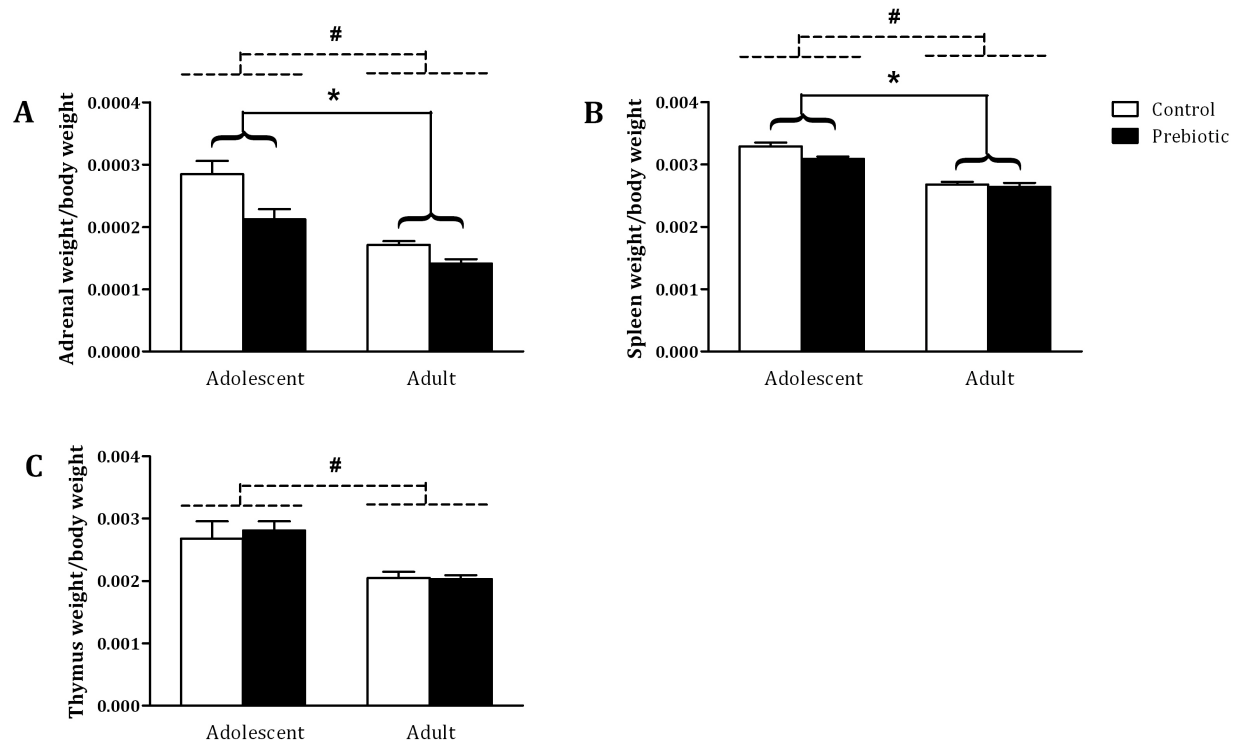 #
*
A
Adrenal weight/body weight
0.0004
0.0003
0.0002
0.0001
0.0000
Adolescent
Adult
#
*
B
Spleen weight/body weight
0.004
0.003
0.002
0.001
0.000
Adolescent
Adult
Control
Prebiotic
#
C
Thymus weight/body weight
0.004
0.003
0.002
0.001
0.000
Adolescent
Adult